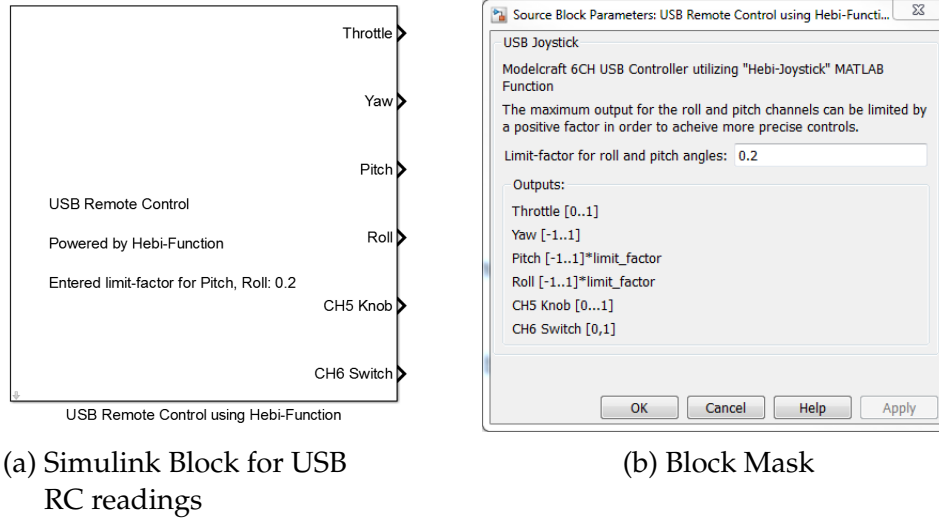 Throttle
Yaw
Pitch
USB Remote Control
Roll
Powered by Hebi-Function
Entered limit-factor for Pitch, Roll: 0.2
CH5 Knob
CH6 Switch
USB Remote Control using Hebi-Function
(a) Simulink Block for USB
RC readings
Source Block Parameters: USB Remote Control using Hebi-Functi...
USB Joystick
Modelcraft 6CH USB Controller utilizing "Hebi-Joystick" MATLAB
Function
The maximum output for the roll and pitch channels can be limited by
a positive factor in order to acheive more precise controls.
Limit-factor for roll and pitch angles: 0.2
Outputs:
Throttle [0..1]
Yaw [-1..1]
Pitch [-1..1]*limit_factor
Roll [-1..1]*limit_factor
CH5 Knob [0...1]
CH6 Switch [0,1]
OK Cancel Help Apply
(b) Block Mask